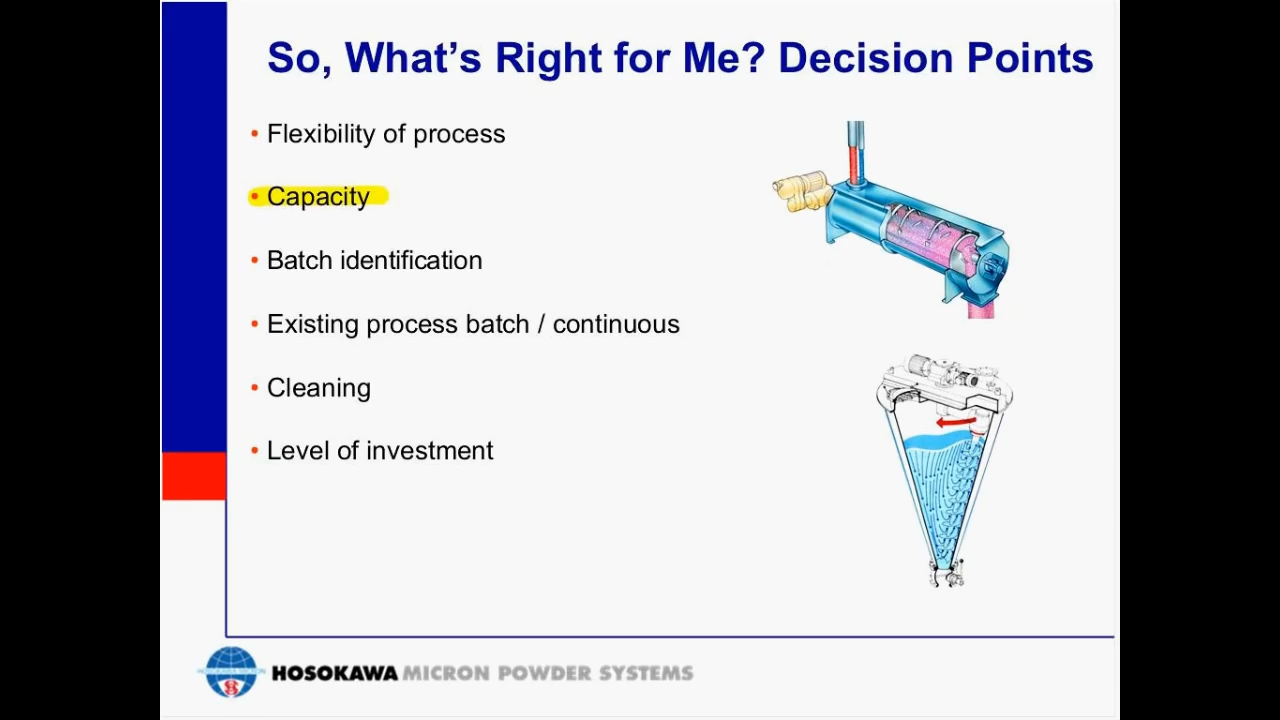 So, What's Right for Me? Decision Points
• Flexibility of process
• Capacity
• Batch identification
• Existing process batch / continuous
• Cleaning
• Level of investment
HOSOKAWA MICRON POWDER SYSTEMS